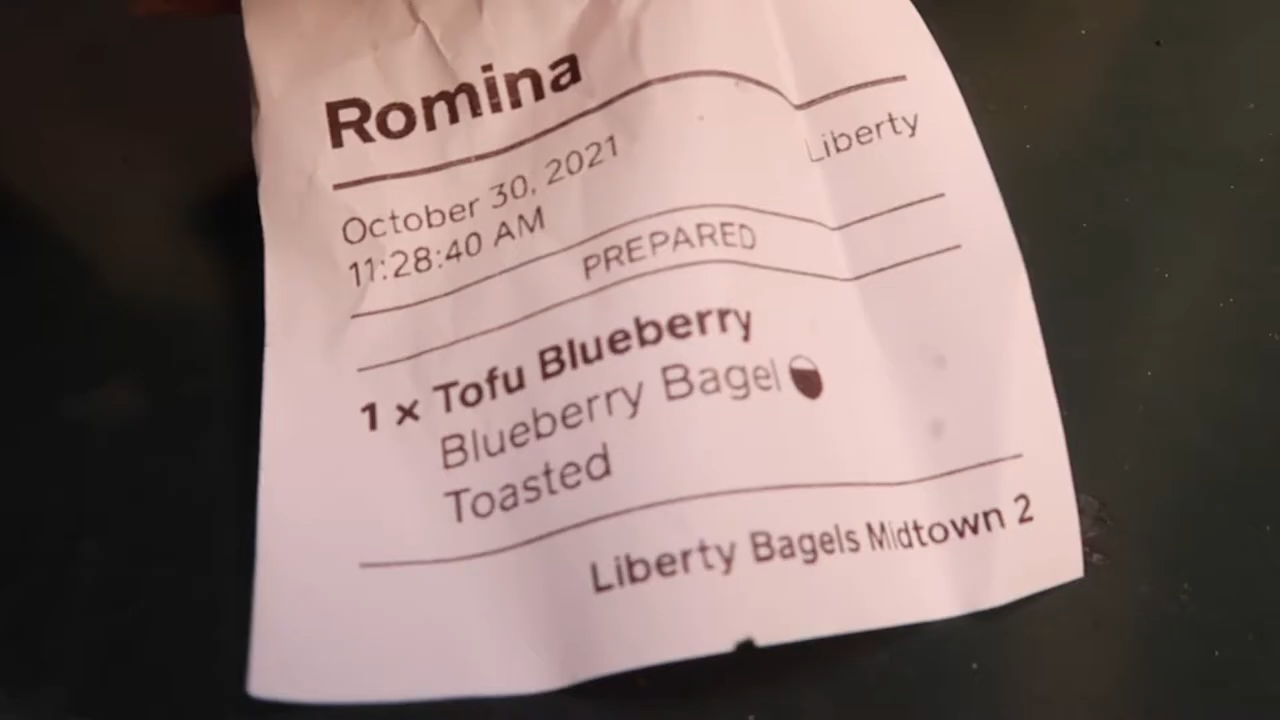 Romina
October 30, 2021
Liberty
11:28:40 AM
PREPARED
1 x Tofu Blueberry
Blueberry Bagel
Toasted
Liberty Bagels Midtown 2